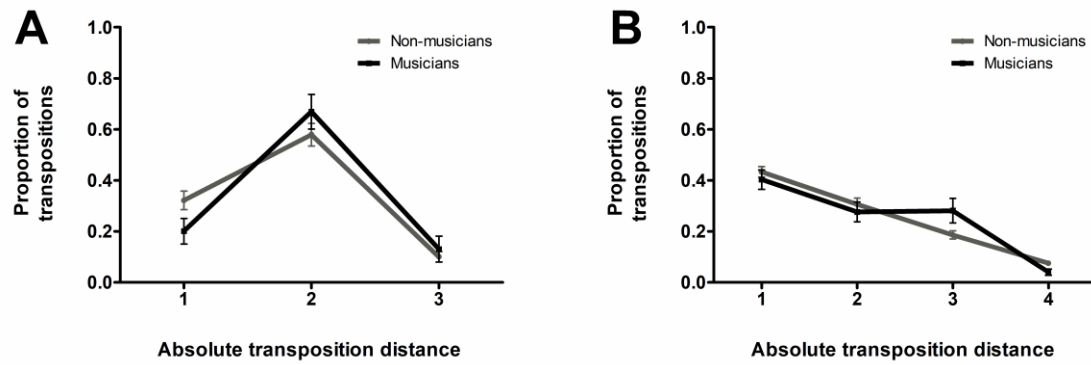 A
Proportion of
transpositions
1.0
0.8
0.6
0.4
0.2
0.0
Non-musicians
Musicians
1 2 3
Absolute transposition distance
B
Proportion of
transpositions
1.0
0.8
0.6
0.4
0.2
0.0
Non-musicians
Musicians
1 2 3 4
Absolute transposition distance